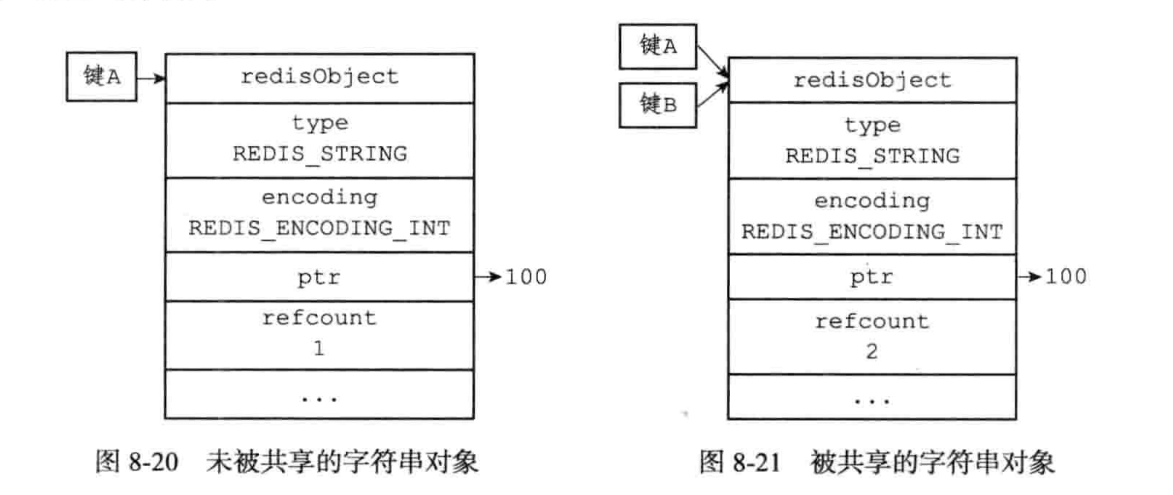 键A
redisObject
type
REDIS_STRING
encoding
REDIS_ENCODING_INT
ptr
100
refcount
1
...
图 8-20 未被共享的字符串对象
键A
键B
redisObject
type
REDIS_STRING
encoding
REDIS_ENCODING_INT
ptr
100
refcount
2
...
图 8-21 被共享的字符串对象